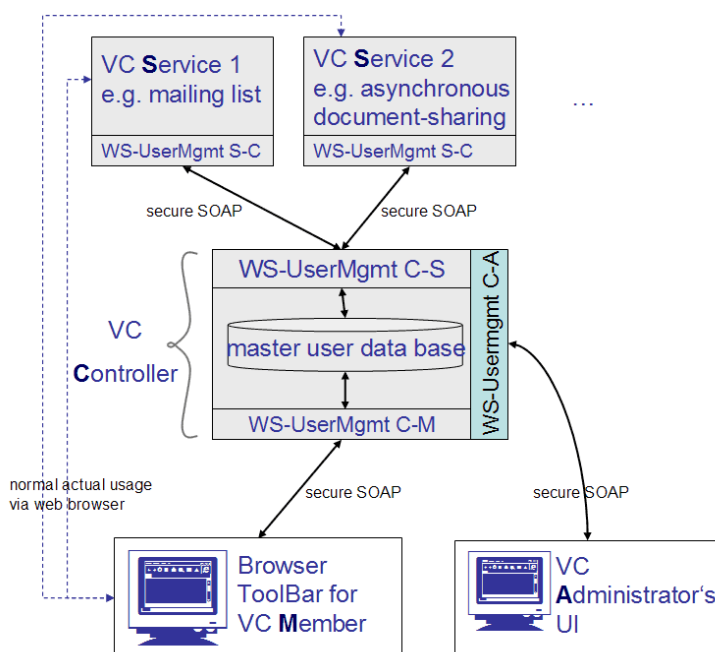 VC Service 1
e.g. mailing list
WS-UserMgmt S-C
VC Service 2
e.g. asynchronous
document-sharing
WS-UserMgmt S-C
...
secure SOAP
secure SOAP
WS-UserMgmt C-S
master user data base
WS-UserMgmt C-M
WS-Usermgmt C-A
VC
Controller
normal actual usage
via web browser
secure SOAP
secure SOAP
Browser
ToolBar for
VC Member
VC
Administrator's
UI